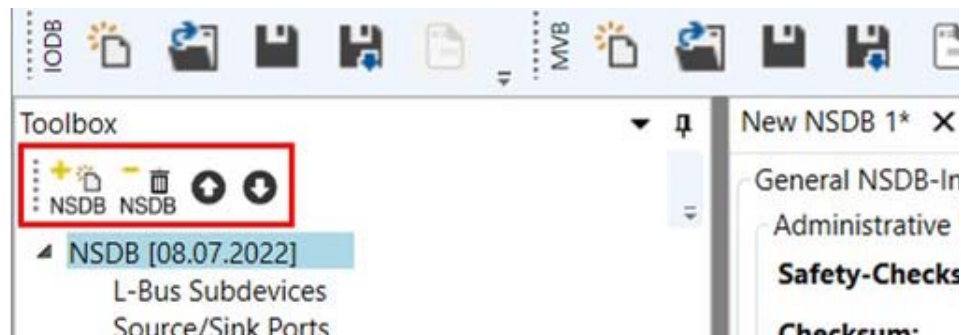 IODB
MVB
Toolbox
New NSDB 1*
NSDB NSDB
General NSDB-In
Administrative
NSDB [08.07.2022]
Safety-Checks
L-Bus Subdevices
Source/Sink Ports
Checksum: